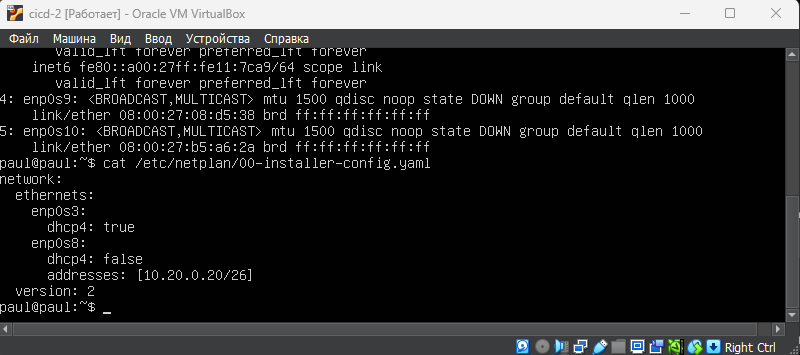 cicd-2 [Работает] - Oracle VM VirtualBox
Файл Машина Вид Ввод Устройства Справка
valid_lft forever preferred_lft forever
inet6 fe80::a00:27ff:fe11:7ca9/64 scope link
valid_lft forever preferred_lft forever
4: enp0s9: <BROADCAST,MULTICAST> mtu 1500 qdisc noop state DOWN group default qlen 1000
link/ether 08:00:27:08:d5:38 brd ff:ff:ff:ff:ff:ff
5: enp0s10: <BROADCAST,MULTICAST> mtu 1500 qdisc noop state DOWN group default qlen 1000
link/ether 08:00:27:b5:a6:2a brd ff:ff:ff:ff:ff:ff
paul@paul:~$ cat /etc/netplan/00-installer-config.yaml
network:
  ethernets:
    enp0s3:
      dhcp4: true
    enp0s8:
      dhcp4: false
      addresses: [10.20.0.20/26]
  version: 2
paul@paul:~$ _
Right Ctrl